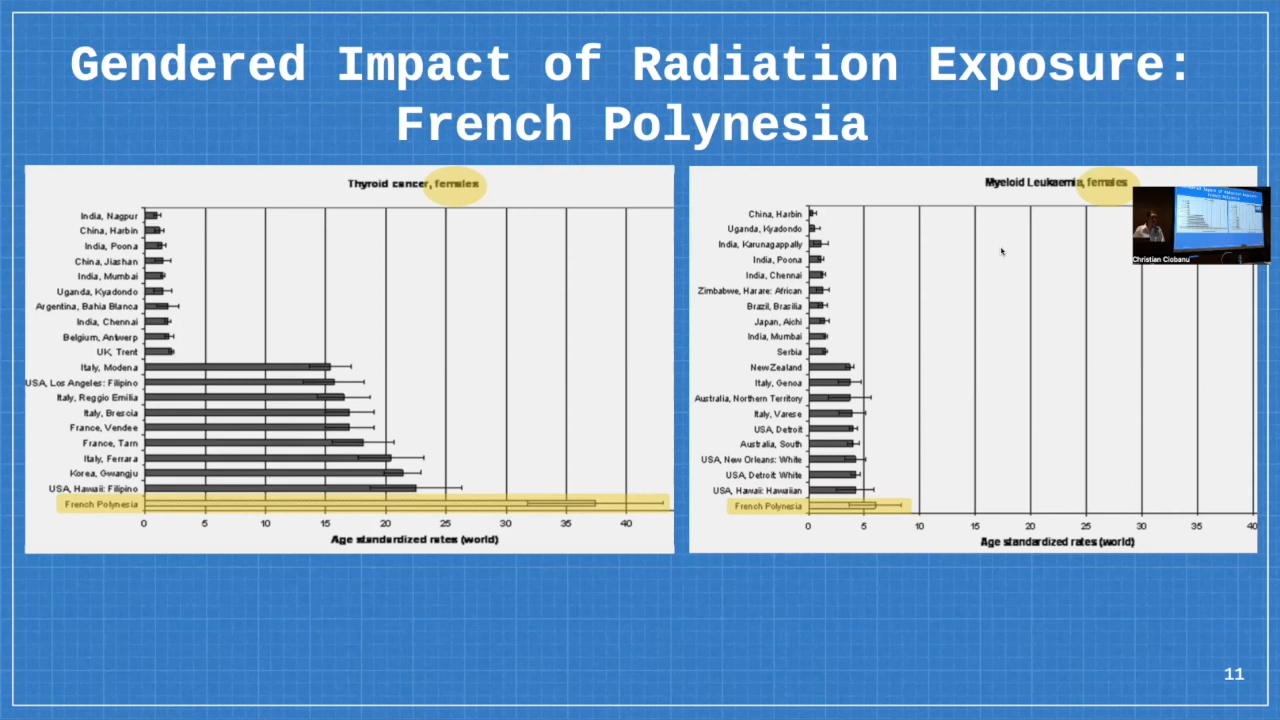 Gendered Impact of Radiation Exposure:
French Polynesia
Thyroid cancer, females
India, Nagpur
China, Harbin
India, Poona
China, Jiashan
India, Mumbai
Uganda, Kyadondo
Argentina, Bahia Blanca
India, Chennai
Belgium, Antwerp
UK, Trent
Italy, Modena
USA, Los Angeles: Filipino
Italy, Reggio Emilia
Italy, Brescia
France, Vendee
France, Tarn
Italy, Ferrara
Korea, Gwangju
USA, Hawaii: Filipino
French Polynesia
0 5 10 15 20 25 30 35 40
Age standardized rates (world)
Myeloid Leukaemia, females
China, Harbin
Uganda, Kyadondo
India, Karunagappally
India, Poona
India, Chennai
Zimbabwe, Harare: African
Brazil, Brasilia
Japan, Aichi
India, Mumbai
Serbia
New Zealand
Italy, Genoa
Australia, Northern Territory
Italy, Varese
USA, Detroit
Australia, South
USA, New Orleans: White
USA, Detroit: White
USA, Hawaii: Hawaiian
French Polynesia
0 5 10 15 20 25 30 35 40
Age standardized rates (world)
Christian Ciobanu
11